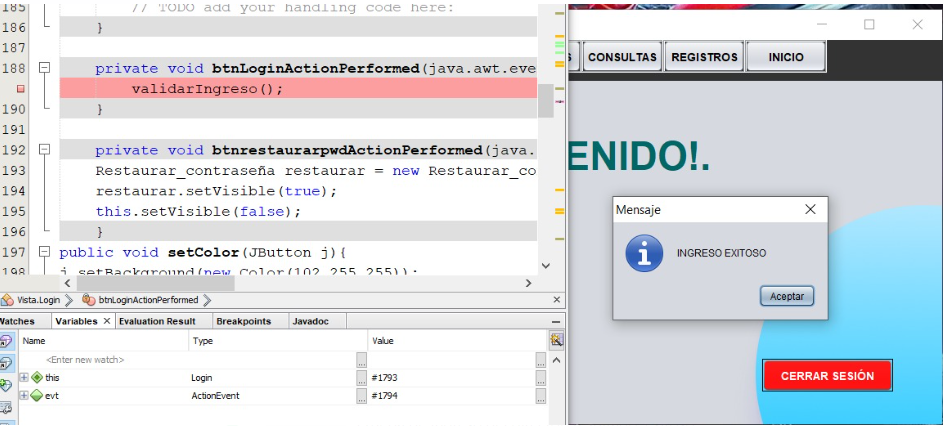 185 // TODO add your handling code here:
186 }
187
188 private void btnLoginActionPerformed(java.awt.eve
validarIngreso();
190 }
191
192 private void btnrestaurarpwdActionPerformed(java.
193 Restaurar_contraseña restaurar = new Restaurar_co
194 restaurar.setVisible(true);
195 this.setVisible(false);
196 }
197 public void setColor(JButton j){
198 j.setBackground(new Color(102,255,255));
Vista.Login btnLoginActionPerformed
Watches Variables × Evaluation Result Breakpoints Javadoc
Name Type Value
<Enter new watch>
this Login #1793
evt ActionEvent #1794
S CONSULTAS REGISTROS INICIO
ENIDO!.
Mensaje
INGRESO EXITOSO
Aceptar
CERRAR SESIÓN